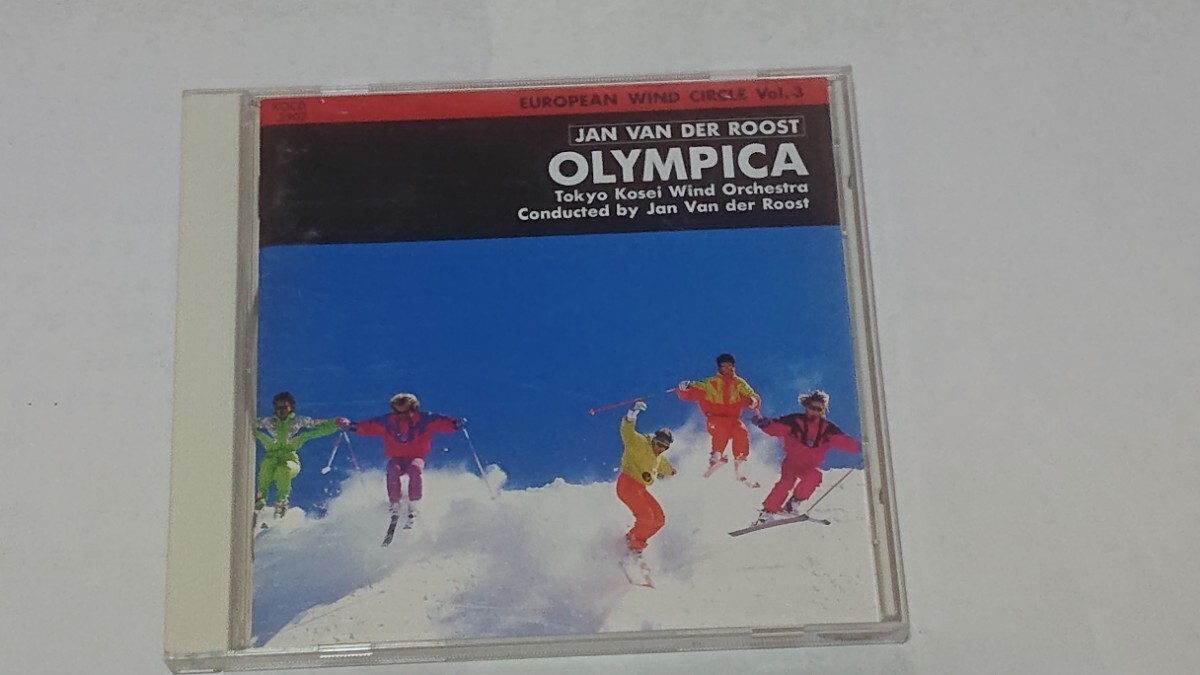 KOCD
EUROPEAN WIND CIRCLE Vol. 3
JAN VAN DER ROOST
OLYMPICA
Tokyo Kosei Wind Orchestra
Conducted by Jan Van der Roost